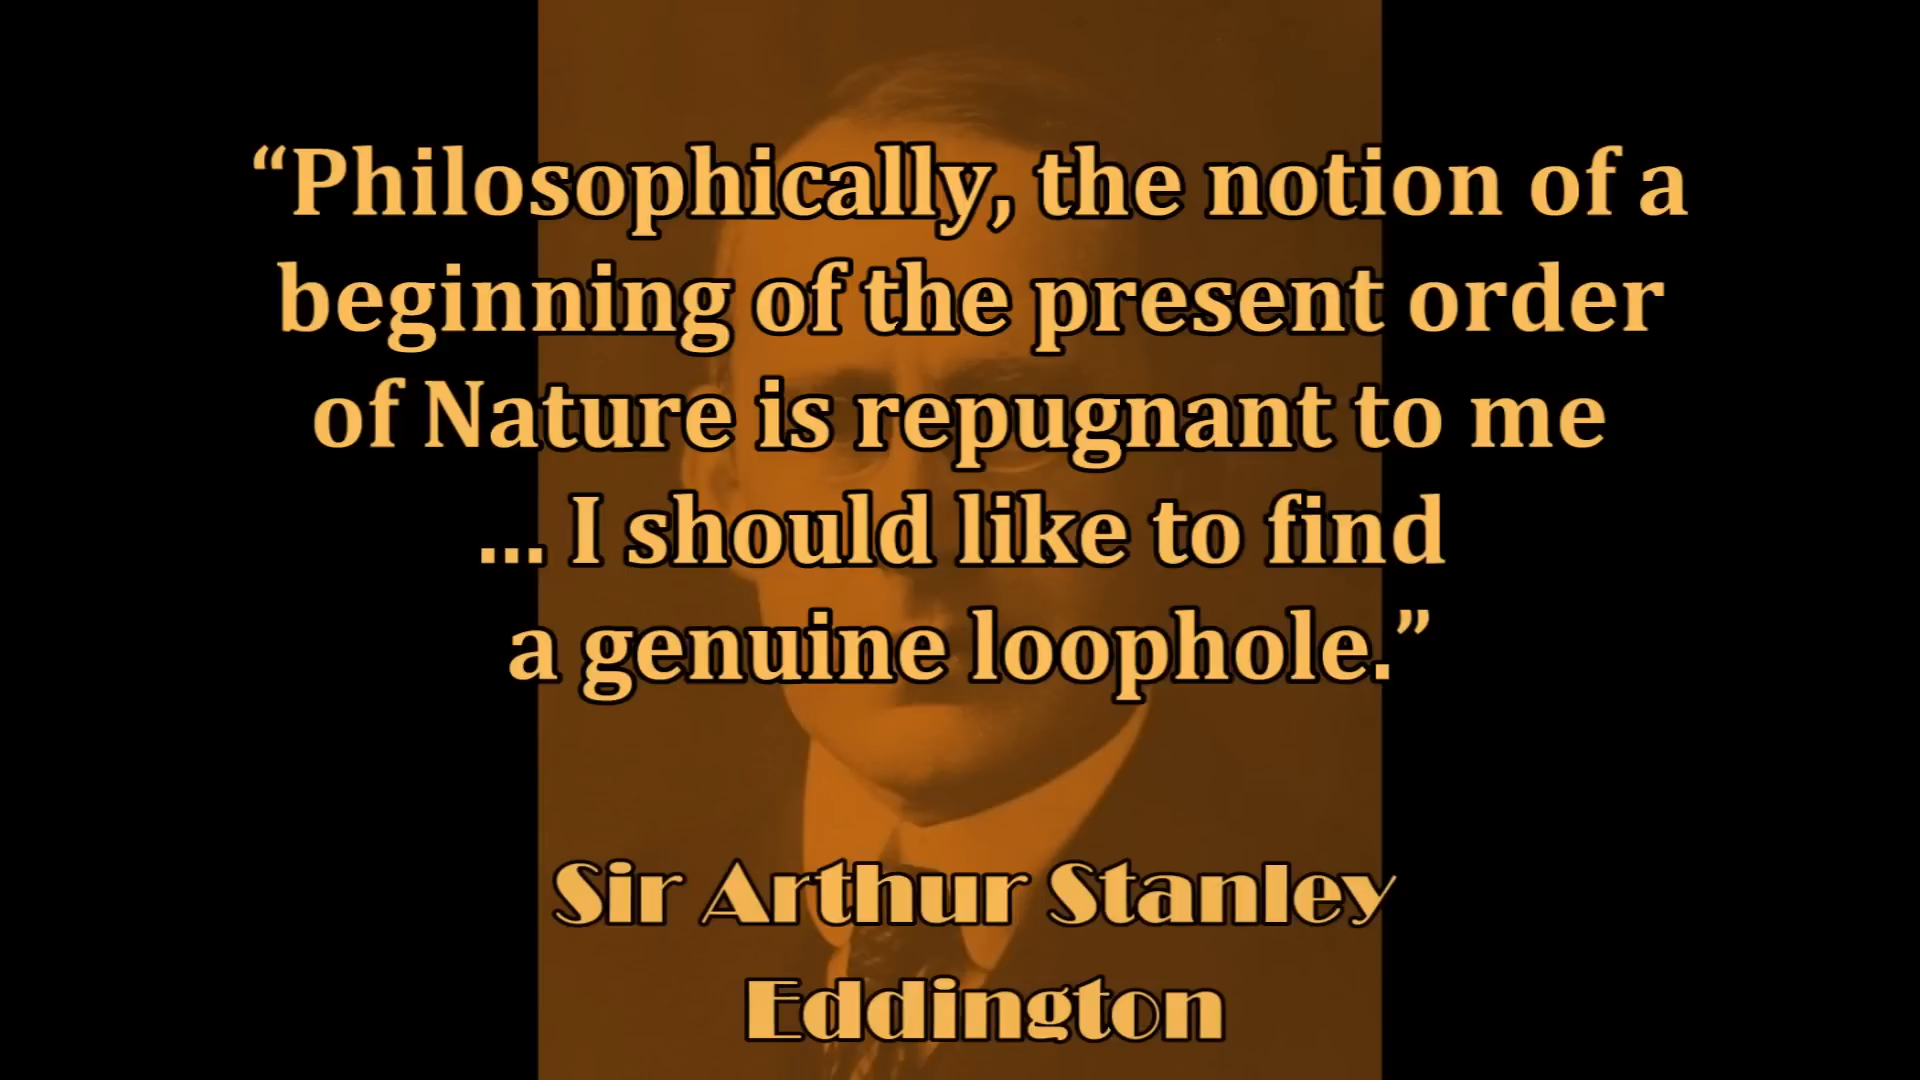 “Philosophically, the notion of a
beginning of the present order
of Nature is repugnant to me
... I should like to find
a genuine loophole.”
Sir Arthur Stanley
Eddington